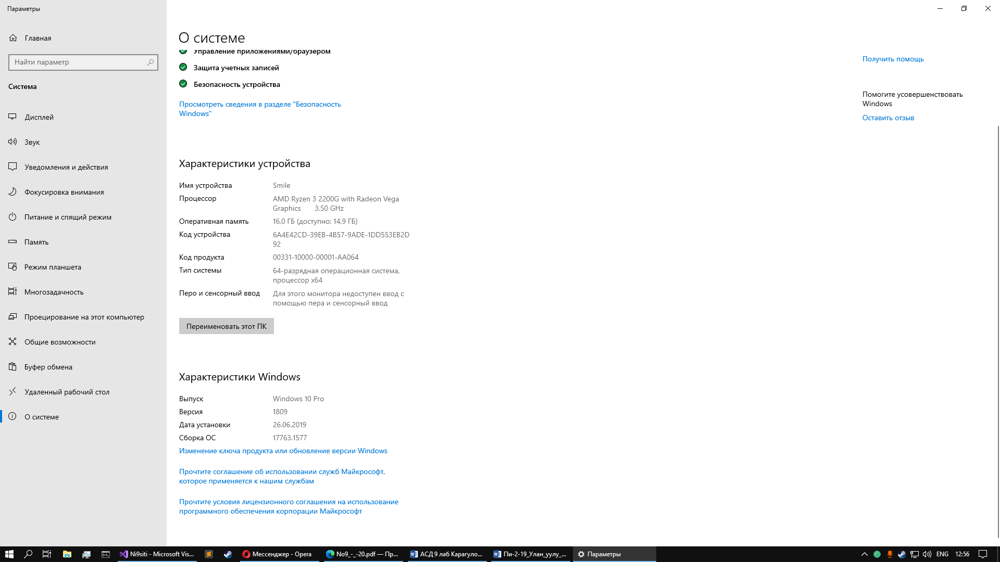 Параметры
Главная
Найти параметр
Система
Дисплей
Звук
Уведомления и действия
Фокусировка внимания
Питание и спящий режим
Память
Режим планшета
Многозадачность
Проецирование на этот компьютер
Общие возможности
Буфер обмена
Удаленный рабочий стол
О системе
О системе
Управление приложениями/браузером
Защита учетных записей
Безопасность устройства
Просмотреть сведения в разделе "Безопасность
Windows"
Характеристики устройства
Имя устройства Smile
Процессор AMD Ryzen 3 2200G with Radeon Vega
Graphics 3.50 GHz
Оперативная память 16,0 ГБ (доступно: 14,9 ГБ)
Код устройства 6A4E42CD-39EB-4B57-9ADE-1DD553EB2D
92
Код продукта 00331-10000-00001-AA064
Тип системы 64-разрядная операционная система,
процессор x64
Перо и сенсорный ввод Для этого монитора недоступен ввод с
помощью пера и сенсорный ввод
Переименовать этот ПК
Характеристики Windows
Выпуск Windows 10 Pro
Версия 1809
Дата установки 26.06.2019
Сборка ОС 17763.1577
Изменение ключа продукта или обновление версии Windows
Прочтите соглашение об использовании служб Майкрософт,
которое применяется к нашим службам
Прочтите условия лицензионного соглашения на использование
программного обеспечения корпорации Майкрософт
Получить помощь
Помогите усовершенствовать
Windows
Оставить отзыв
Ni9siti - Microsoft Vis... Мессенджер - Opera No9_-_-20.pdf — Пр... АСД 9 лаб Карагуло... Пи-2-19_Улан_уулу_... Параметры ENG 12:56